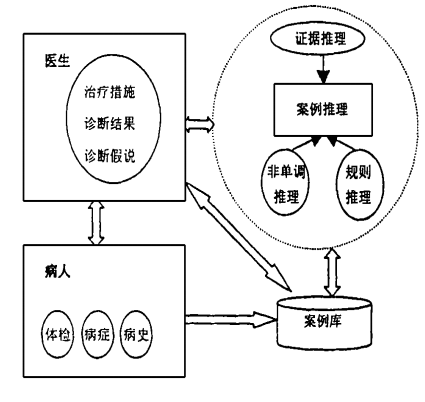 医生
治疗措施
诊断结果
诊断假说
证据推理
案例推理
非单调
推理
规则
推理
病人
体检
病症
病史
案例库